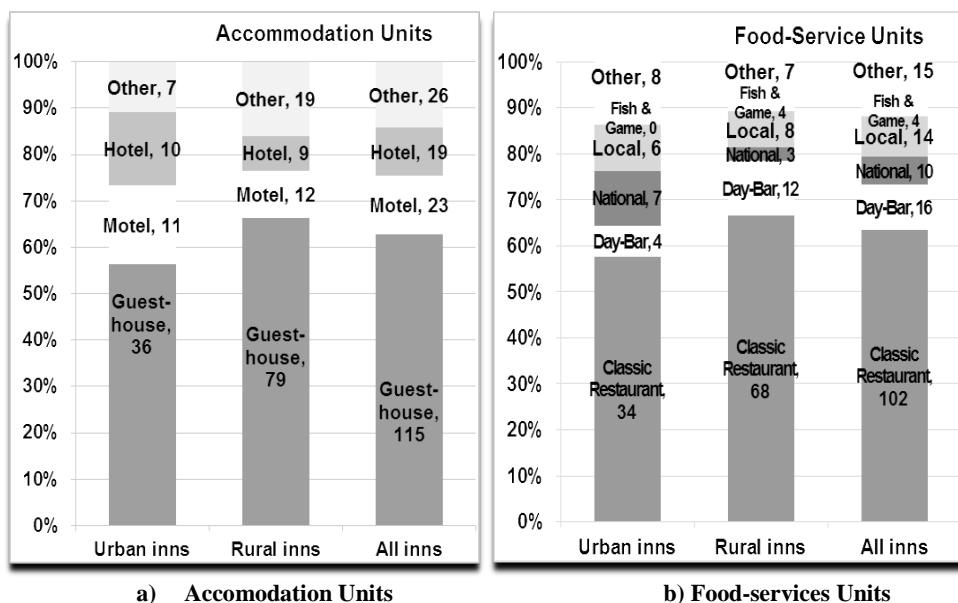 Accommodation Units
100%
90%
80%
70%
60%
50%
40%
30%
20%
10%
0%
Other, 7
Hotel, 10
Motel, 11
Guest-
house,
36
Other, 19
Hotel, 9
Motel, 12
Guest-
house,
79
Other, 26
Hotel, 19
Motel, 23
Guest-
house,
115
Urban inns
Rural inns
All inns
a) Accomodation Units
Food-Service Units
100%
90%
80%
70%
60%
50%
40%
30%
20%
10%
0%
Other, 8
Fish &
Game, 0
Local, 6
National, 7
Day-Bar, 4
Classic
Restaurant,
34
Other, 7
Fish &
Game, 4
Local, 8
National, 3
Day-Bar, 12
Classic
Restaurant,
68
Other, 15
Fish &
Game, 4
Local, 14
National, 10
Day-Bar, 16
Classic
Restaurant,
102
Urban inns
Rural inns
All inns
b) Food-services Units